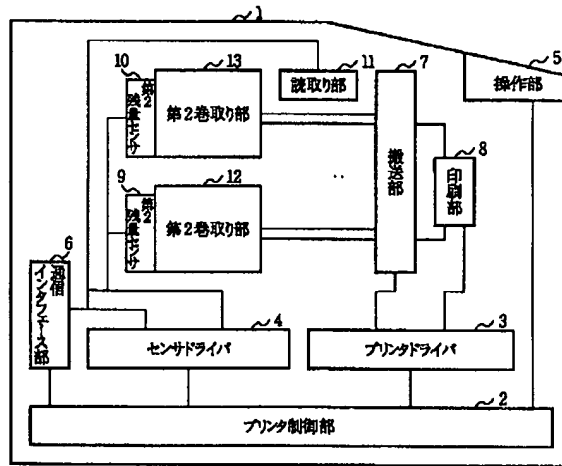 1
5
操作部
10
13
11
7
第2
残量センサ
第2巻取り部
読取り部
搬送部
8
印刷部
9
12
第2
残量センサ
第2巻取り部
6
通信
インタフェース部
4
センサドライバ
3
プリンタドライバ
2
プリンタ制御部